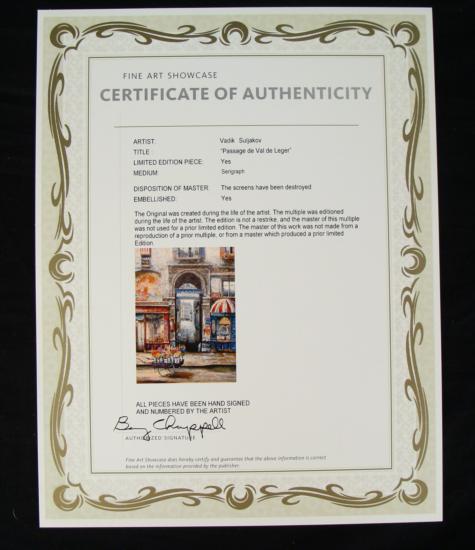 FINE ART SHOWCASE
CERTIFICATE OF AUTHENTICITY
ARTIST: Vadik Suljakov
TITLE : "Passage de Val de Leger"
LIMITED EDITION PIECE: Yes
MEDIUM Serigraph
DISPOSITION OF MASTER: The screens have been destroyed
EMBELLISHED: Yes
The Original was created during the life of the artist. The multiple was editioned
during the life of the artist. The edition is not a restrike, and the master of this multiple
was not used for a prior limited edition. The master of this work was not made from a
reproduction of a prior multiple, or from a master which produced a prior limited
Edition.
ALL PIECES HAVE BEEN HAND SIGNED
AND NUMBERED BY THE ARTIST
AUTHORIZED SIGNATURE
Fine Art Showcase does hereby certify and guarantee that the above information is correct
based on the information provided by the publisher.